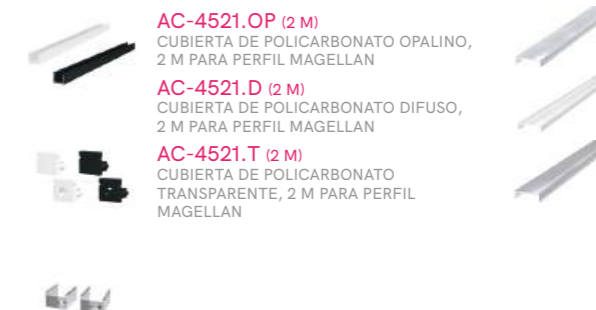 AC-4521.OP (2 M)
CUBIERTA DE POLICARBONATO OPALINO,
2 M PARA PERFIL MAGELLAN
AC-4521.D (2 M)
CUBIERTA DE POLICARBONATO DIFUSO,
2 M PARA PERFIL MAGELLAN
AC-4521.T (2 M)
CUBIERTA DE POLICARBONATO
TRANSPARENTE, 2 M PARA PERFIL
MAGELLAN